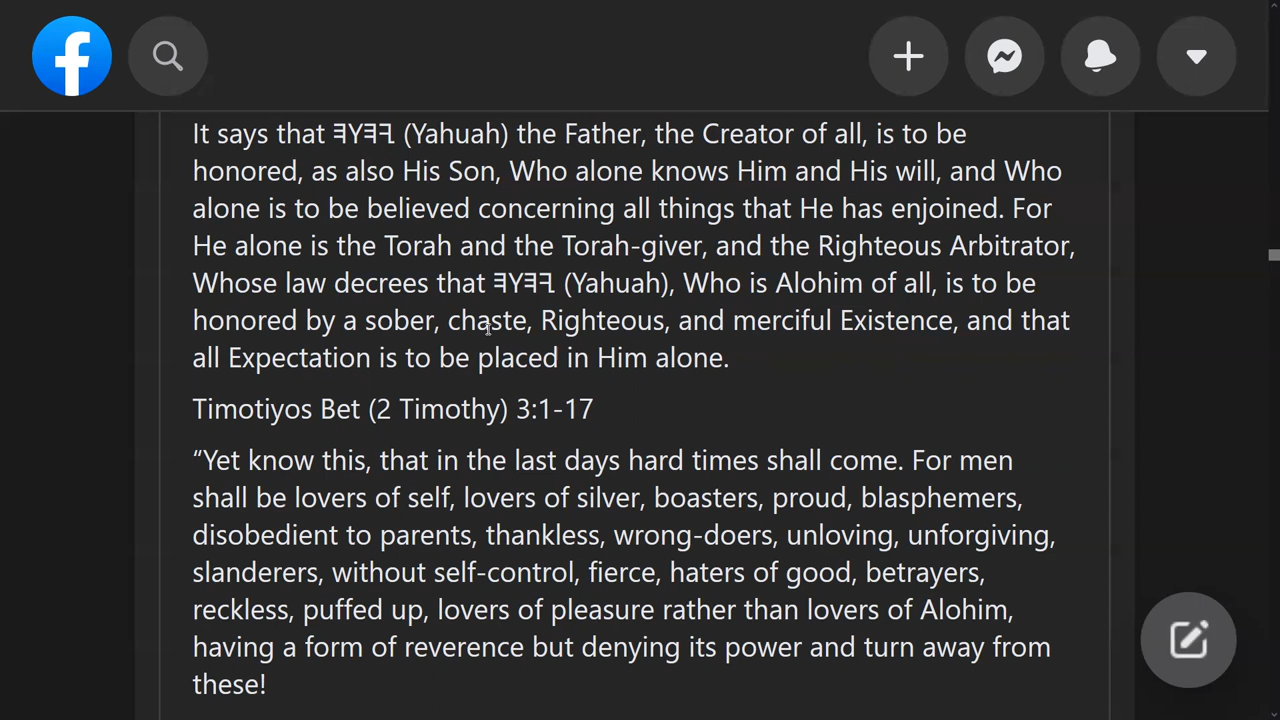 It says that 𐤄𐤅𐤄𐤉 (Yahuah) the Father, the Creator of all, is to be
honored, as also His Son, Who alone knows Him and His will, and Who
alone is to be believed concerning all things that He has enjoined. For
He alone is the Torah and the Torah-giver, and the Righteous Arbitrator,
Whose law decrees that 𐤄𐤅𐤄𐤉 (Yahuah), Who is Alohim of all, is to be
honored by a sober, chaste, Righteous, and merciful Existence, and that
all Expectation is to be placed in Him alone.
Timotiyos Bet (2 Timothy) 3:1-17
“Yet know this, that in the last days hard times shall come. For men
shall be lovers of self, lovers of silver, boasters, proud, blasphemers,
disobedient to parents, thankless, wrong-doers, unloving, unforgiving,
slanderers, without self-control, fierce, haters of good, betrayers,
reckless, puffed up, lovers of pleasure rather than lovers of Alohim,
having a form of reverence but denying its power and turn away from
these!